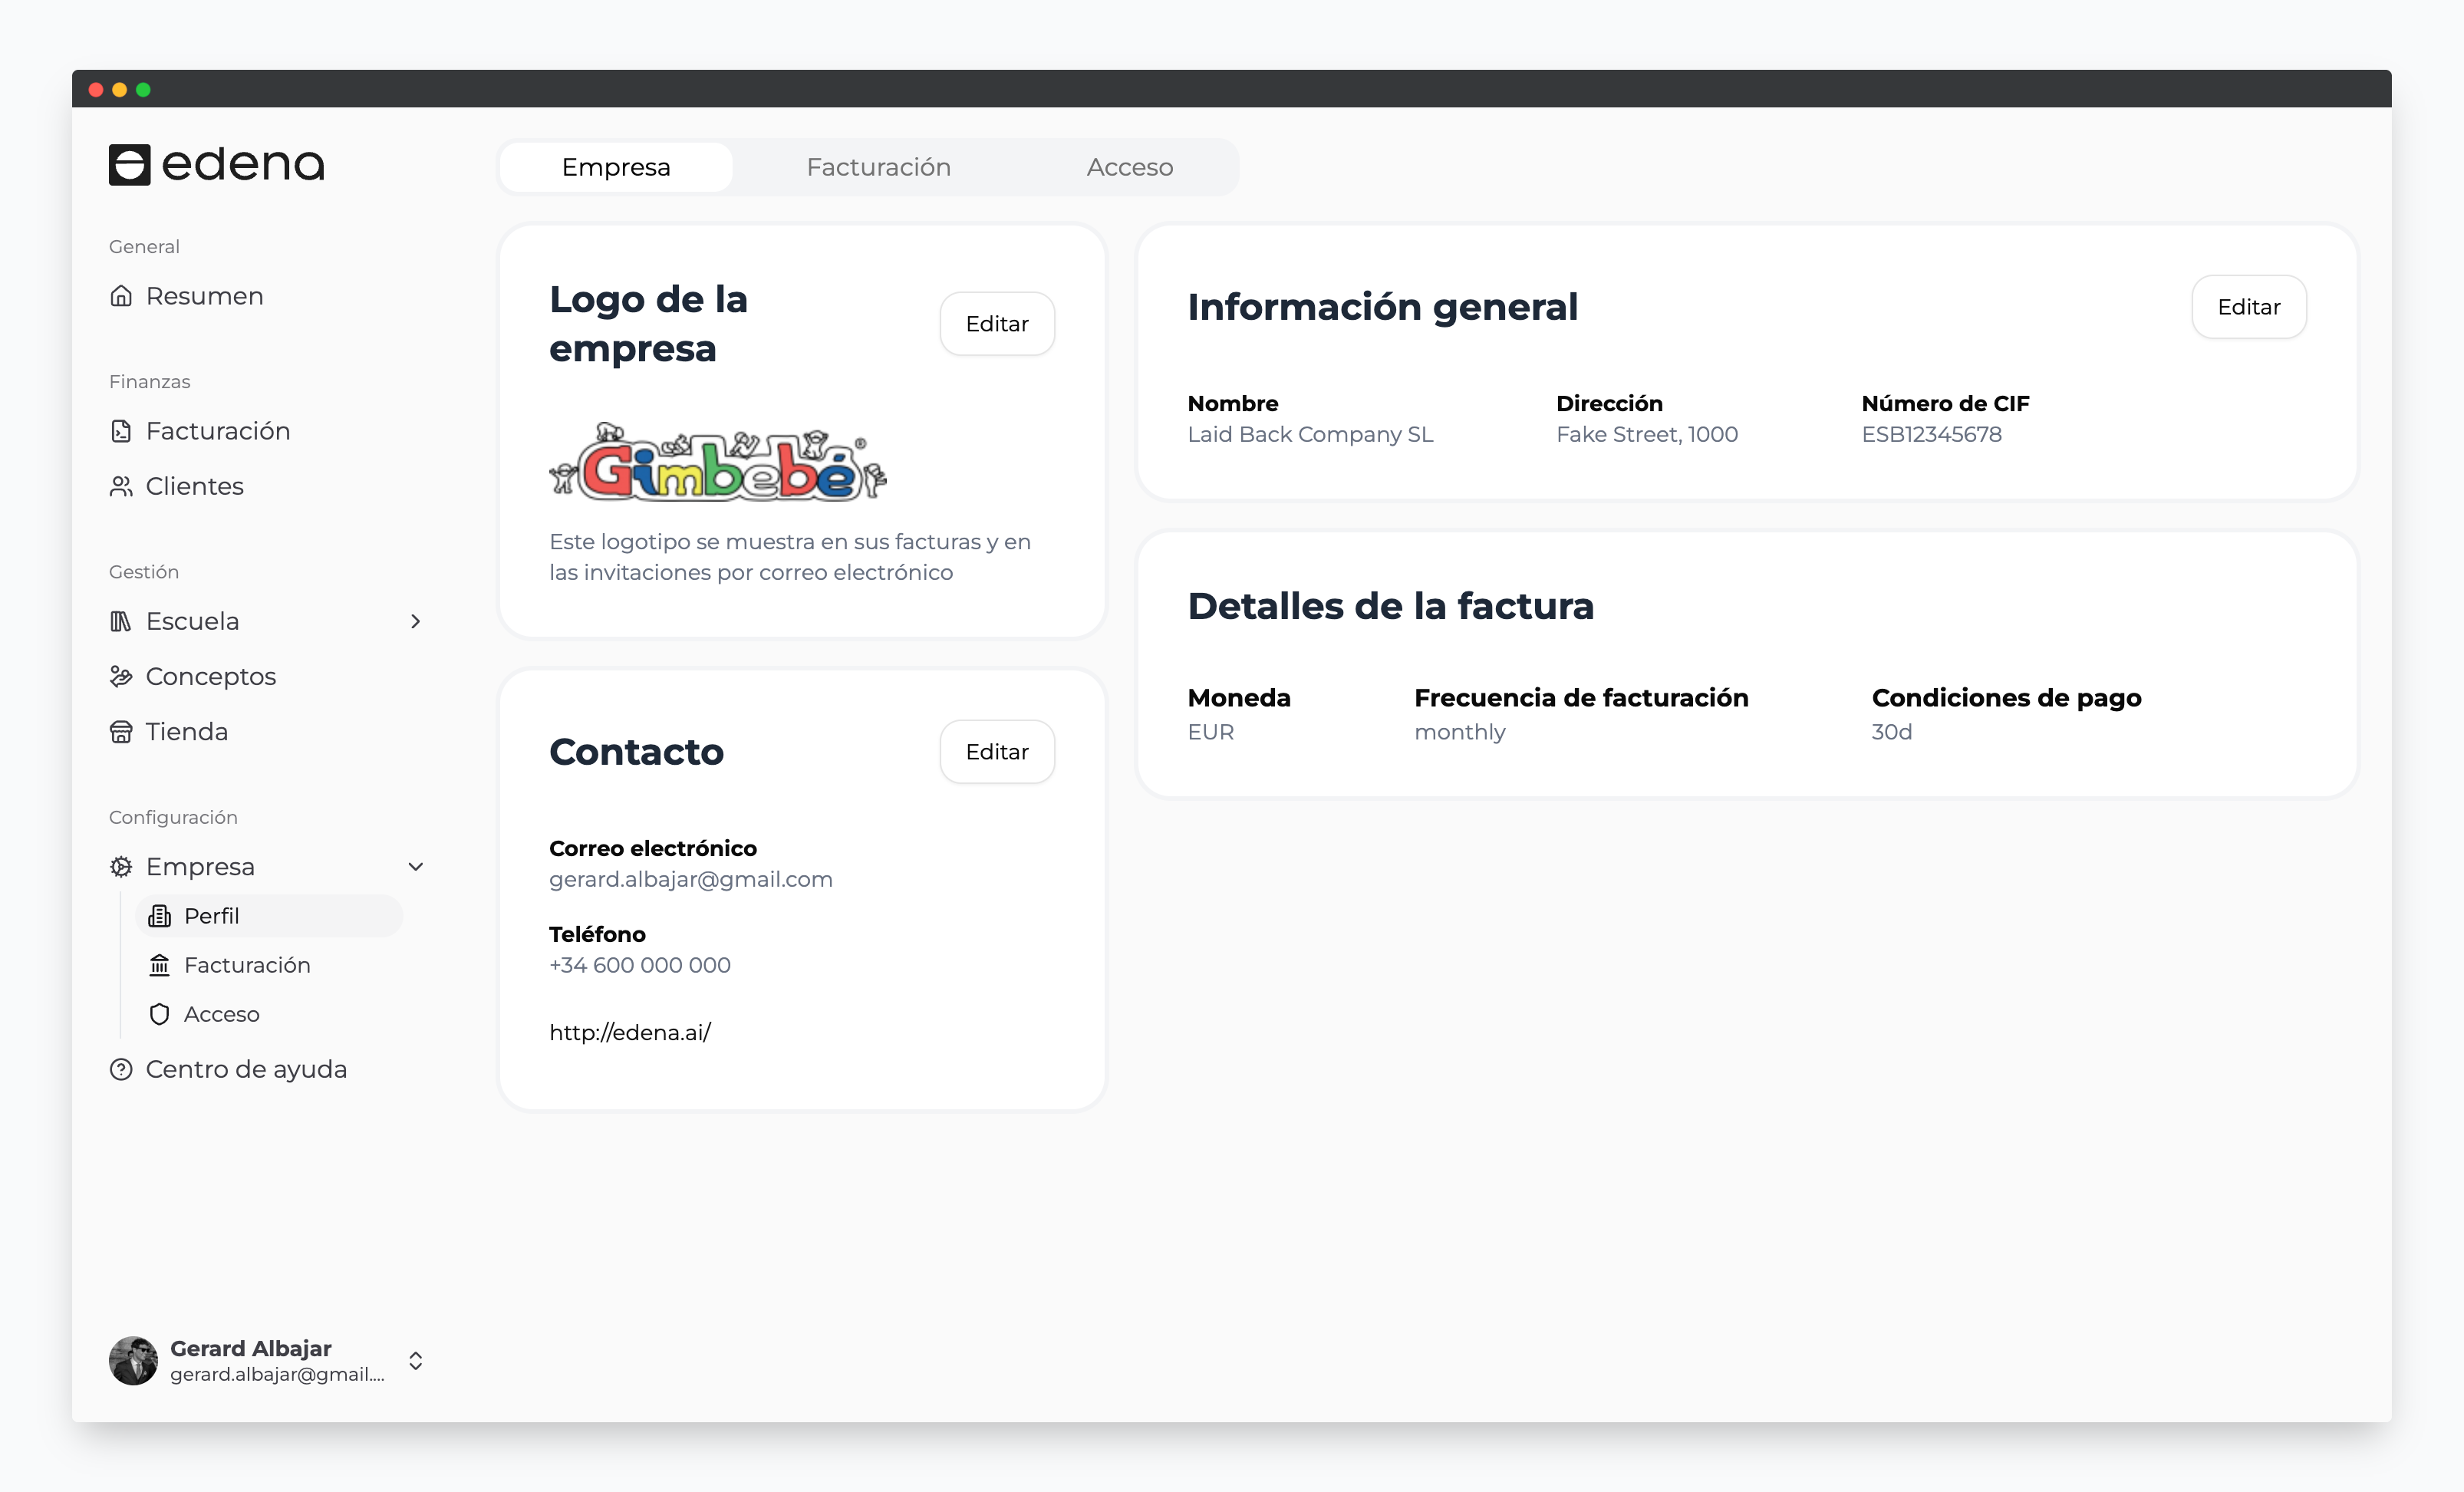 edena
General
Resumen
Finanzas
Facturación
Clientes
Gestión
Escuela
Conceptos
Tienda
Configuración
Empresa
Perfil
Facturación
Acceso
Centro de ayuda
Gerard Albajar
gerard.albajar@gmail....
Empresa Facturación Acceso
Logo de la
empresa
Editar
Gimbebé®
Este logotipo se muestra en sus facturas y en
las invitaciones por correo electrónico
Contacto
Editar
Correo electrónico
gerard.albajar@gmail.com
Teléfono
+34 600 000 000
http://edena.ai/
Información general
Editar
Nombre Dirección Número de CIF
Laid Back Company SL Fake Street, 1000 ESB12345678
Detalles de la factura
Moneda Frecuencia de facturación Condiciones de pago
EUR monthly 30d